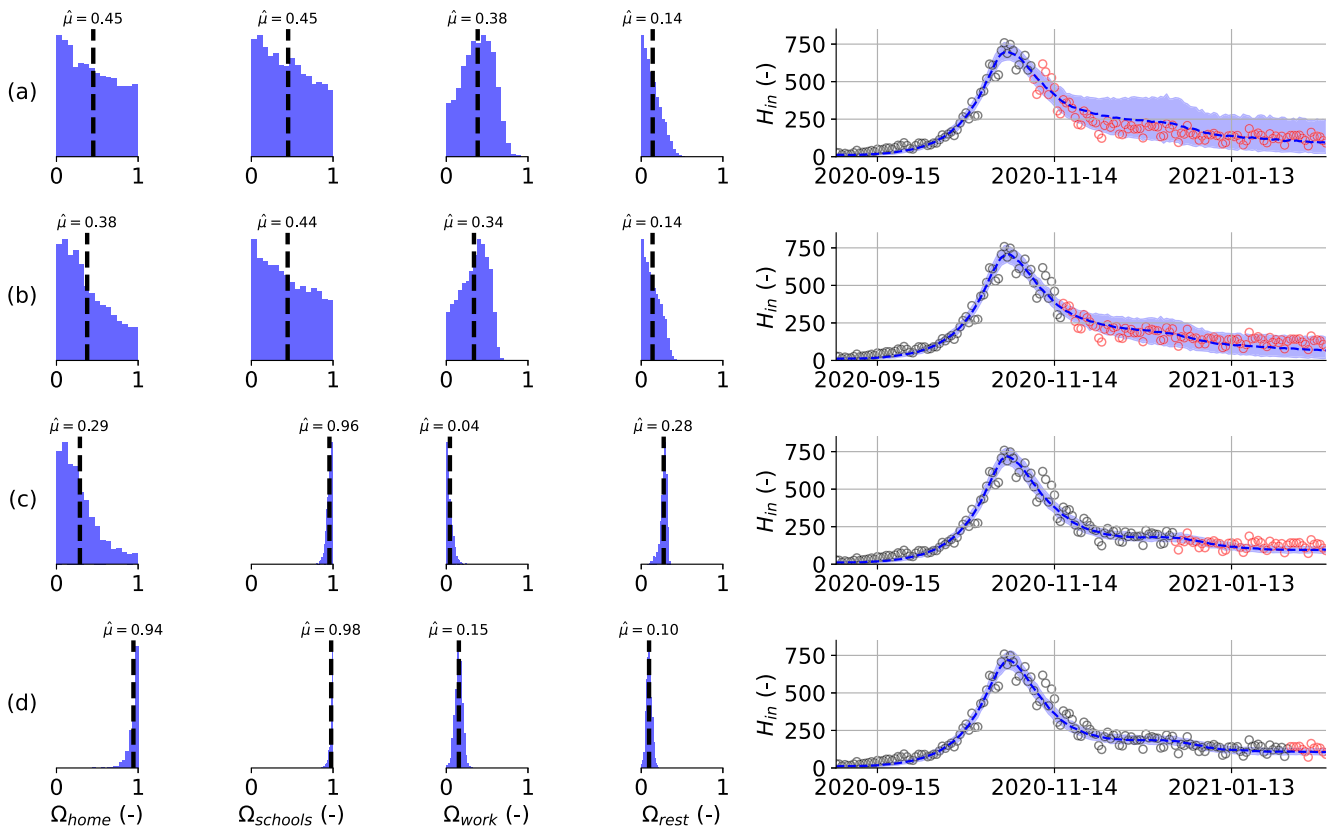 μ̂ = 0.45 μ̂ = 0.45 μ̂ = 0.38 μ̂ = 0.14
(a)
0 1 0 1 0 1 0 1
H_in (-)
750
500
250
0
2020-09-15 2020-11-14 2021-01-13
μ̂ = 0.38 μ̂ = 0.44 μ̂ = 0.34 μ̂ = 0.14
(b)
0 1 0 1 0 1 0 1
H_in (-)
750
500
250
0
2020-09-15 2020-11-14 2021-01-13
μ̂ = 0.29 μ̂ = 0.96 μ̂ = 0.04 μ̂ = 0.28
(c)
0 1 0 1 0 1 0 1
H_in (-)
750
500
250
0
2020-09-15 2020-11-14 2021-01-13
μ̂ = 0.94 μ̂ = 0.98 μ̂ = 0.15 μ̂ = 0.10
(d)
0 1 0 1 0 1 0 1
Ω_home (-) Ω_schools (-) Ω_work (-) Ω_rest (-)
H_in (-)
750
500
250
0
2020-09-15 2020-11-14 2021-01-13